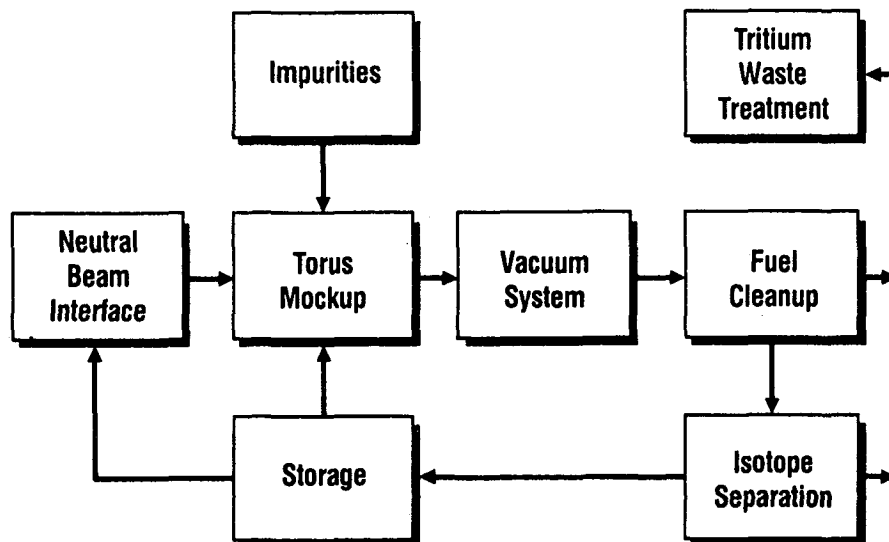 Impurities
Tritium
Waste
Treatment
Neutral
Beam
Interface
Torus
Mockup
Vacuum
System
Fuel
Cleanup
Storage
Isotope
Separation